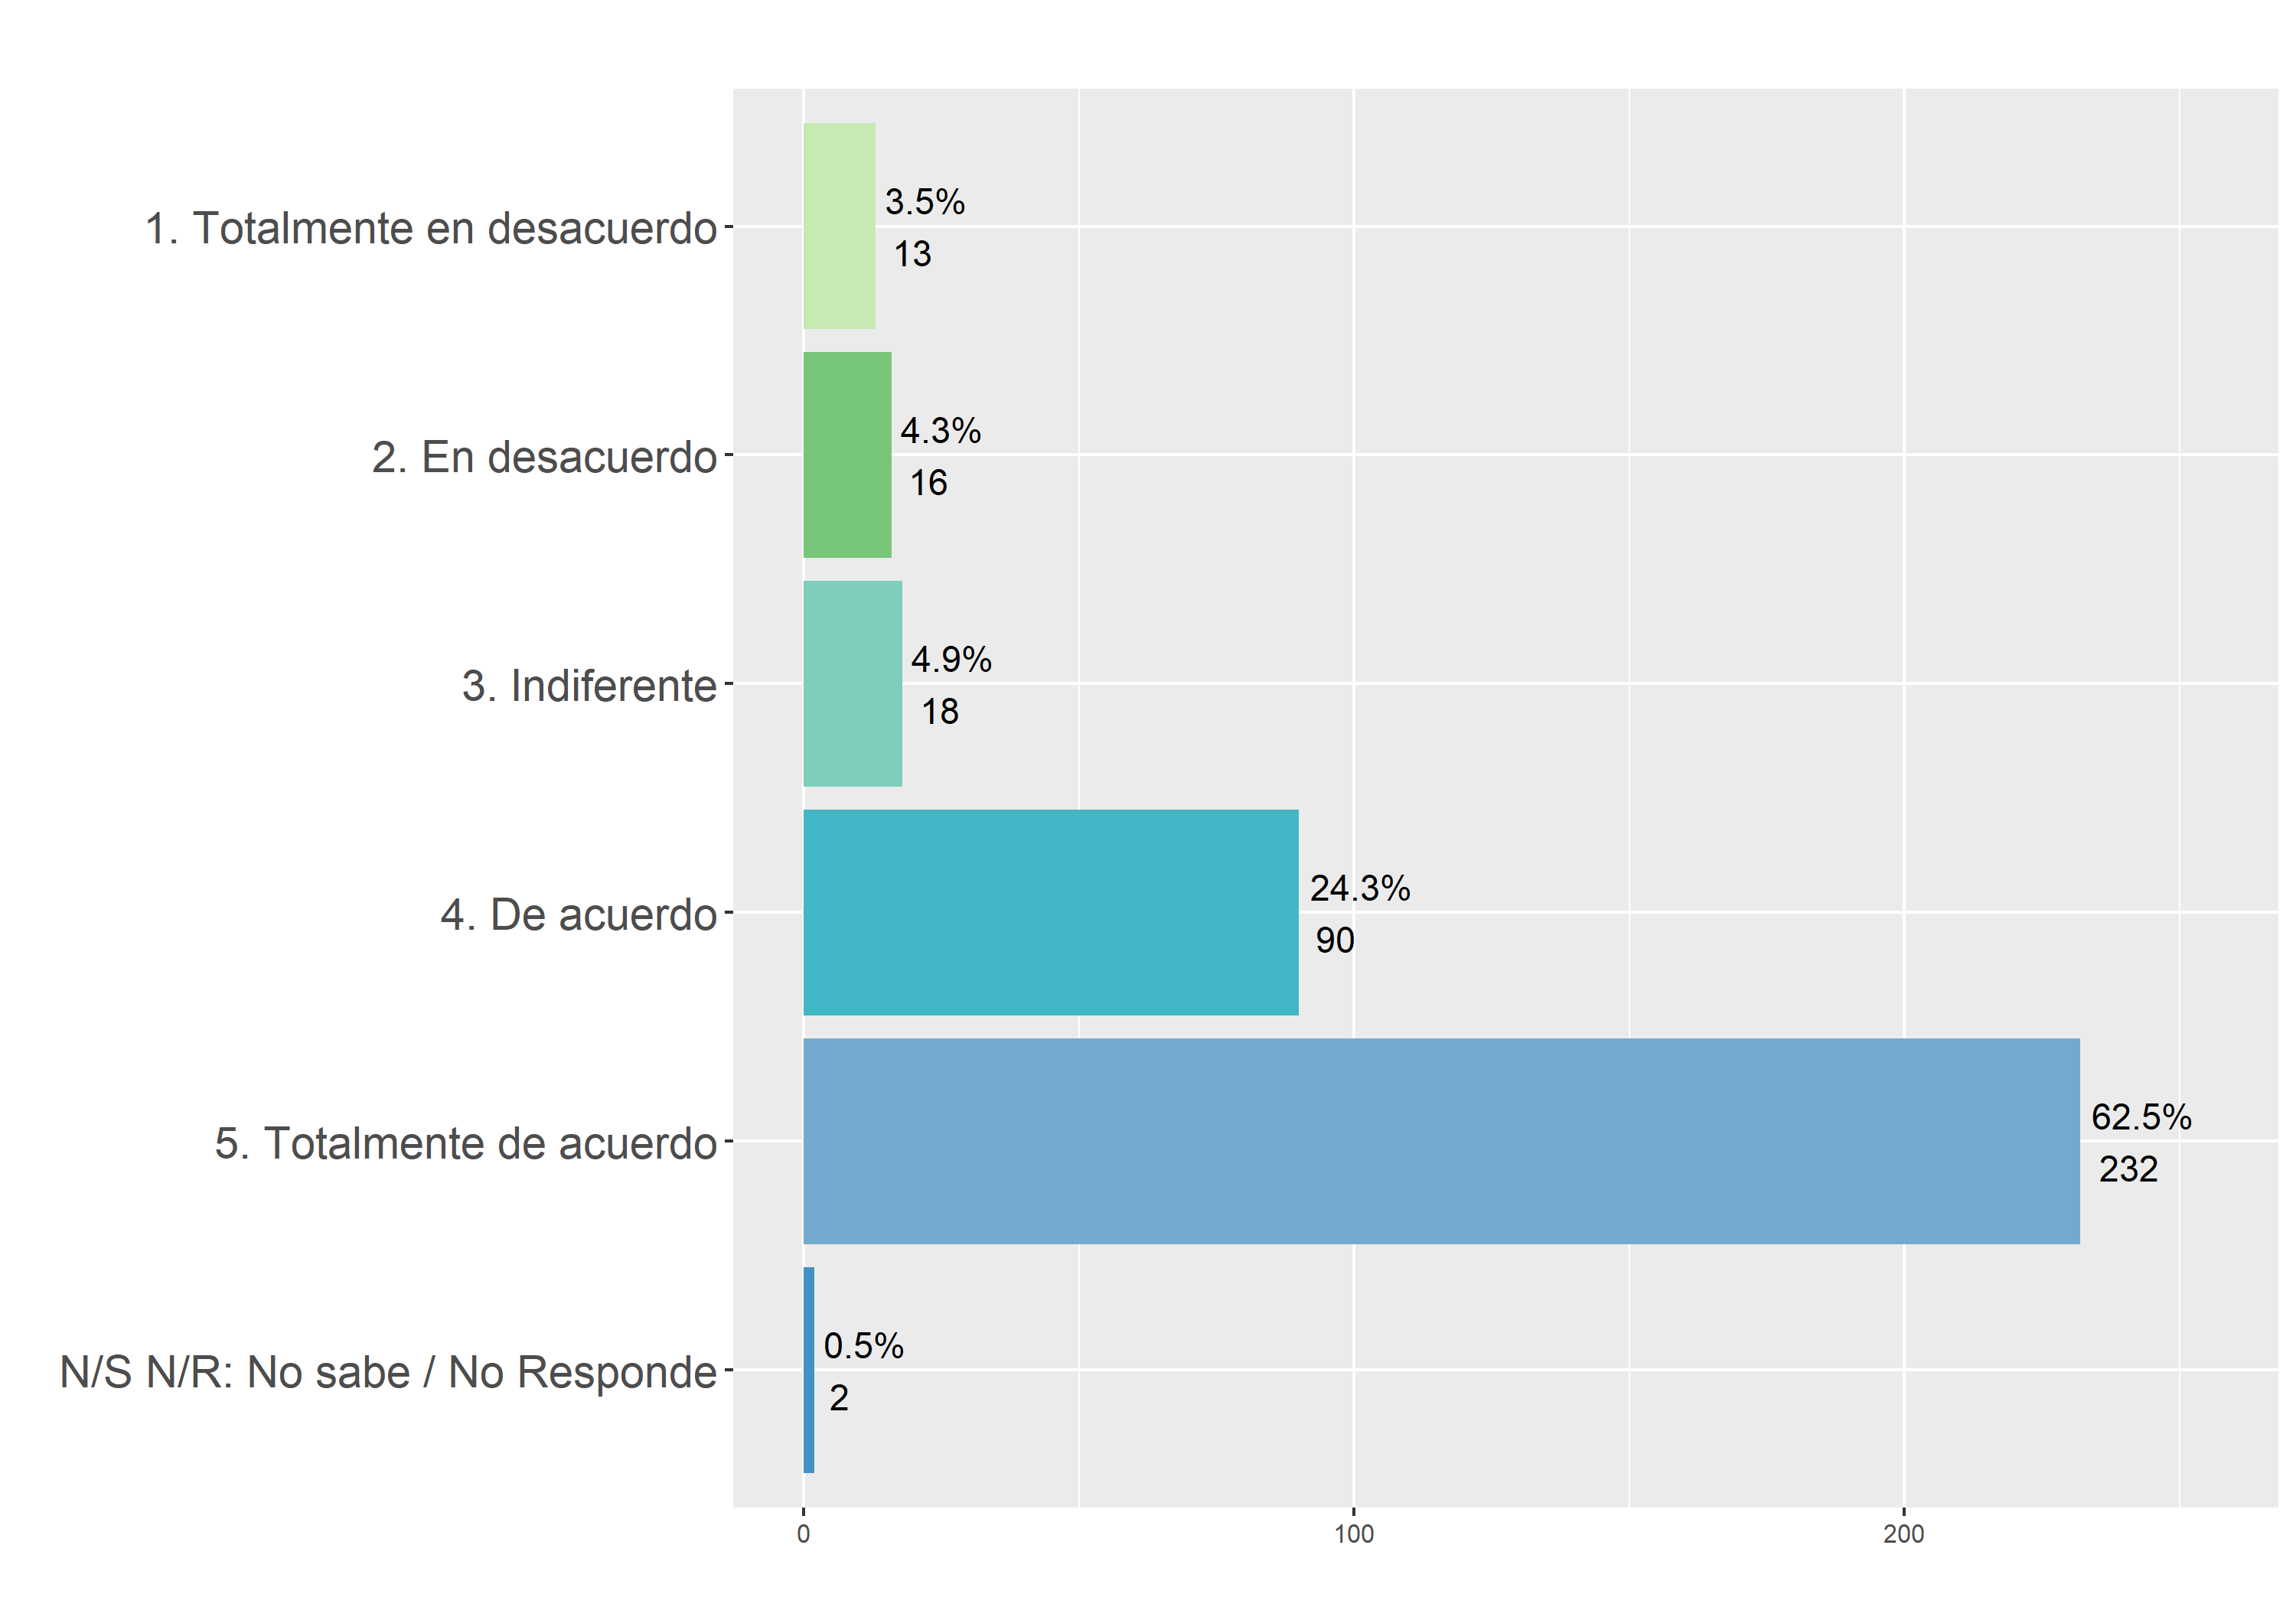 1. Totalmente en desacuerdo
3.5%
13
2. En desacuerdo
4.3%
16
3. Indiferente
4.9%
18
4. De acuerdo
24.3%
90
5. Totalmente de acuerdo
62.5%
232
N/S N/R: No sabe / No Responde
0.5%
2
0
100
200